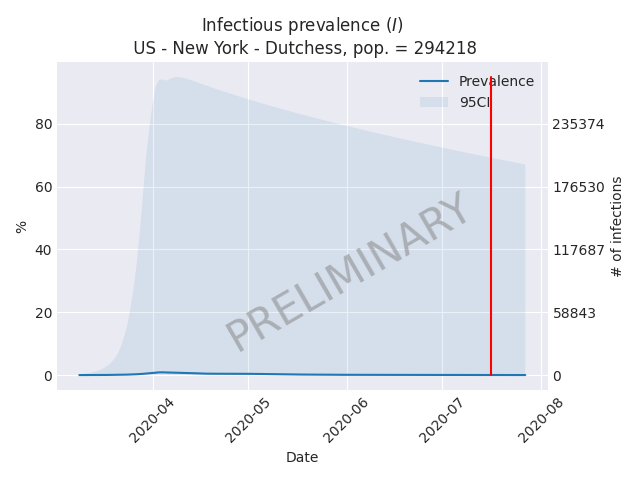 Infectious prevalence (I)
US - New York - Dutchess, pop. = 294218
Prevalence
95CI
80
60
40
20
0
%
235374
176530
117687
58843
0
# of infections
PRELIMINARY
2020-04
2020-05
2020-06
2020-07
2020-08
Date